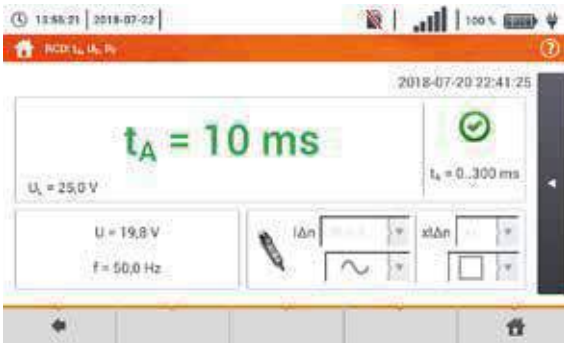 13:55:21 2018-07-22 100 %
RCD: tₐ, Uₑ, Rₑ
2018-07-20 22:41:25
tA = 10 ms
tA = 0..300 ms
UL = 25,0 V
U = 19,8 V
f = 50,0 Hz
IΔn
xIΔn